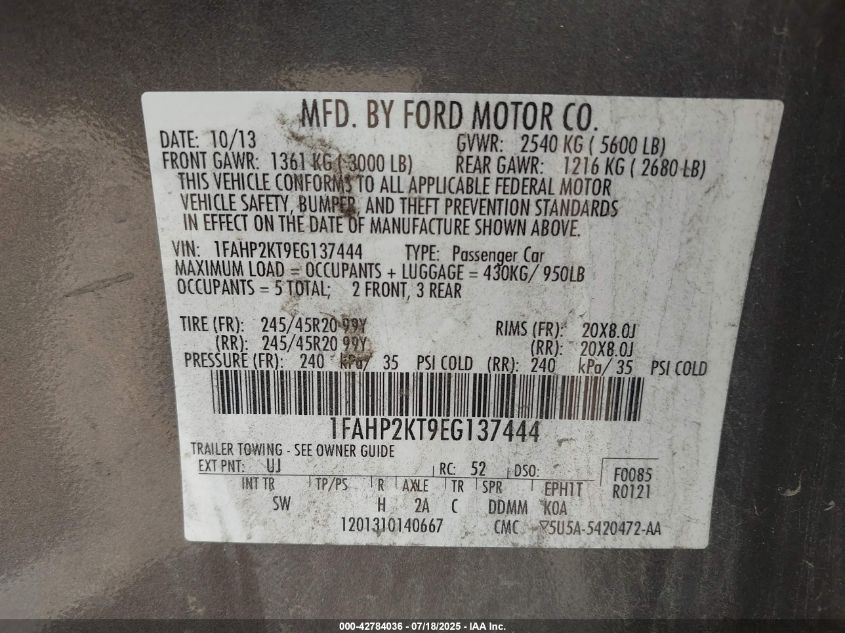 MFD. BY FORD MOTOR CO.
DATE: 10/13 GVWR: 2540 KG ( 5600 LB)
FRONT GAWR: 1361 KG ( 3000 LB) REAR GAWR: 1216 KG ( 2680 LB)
THIS VEHICLE CONFORMS TO ALL APPLICABLE FEDERAL MOTOR
VEHICLE SAFETY, BUMPER, AND THEFT PREVENTION STANDARDS
IN EFFECT ON THE DATE OF MANUFACTURE SHOWN ABOVE.
VIN: 1FAHP2KT9EG137444 TYPE: Passenger Car
MAXIMUM LOAD = OCCUPANTS + LUGGAGE = 430KG/ 950LB
OCCUPANTS = 5 TOTAL; 2 FRONT, 3 REAR
TIRE (FR): 245/45R20 99Y RIMS (FR): 20X8.0J
(RR): 245/45R20 99Y (RR): 20X8.0J
PRESSURE (FR): 240 kPa/ 35 PSI COLD (RR): 240 kPa/ 35 PSI COLD
1FAHP2KT9EG137444
TRAILER TOWING - SEE OWNER GUIDE
EXT PNT: UJ RC: 52 DSO: F0085
INT TR TP/PS R AXLE TR SPR EPH1T R0121
SW H 2A C DDMM KOA
1201310140667 CMC 5U5A-5420472-AA
000-42784036 - 07/18/2025 - IAA Inc.